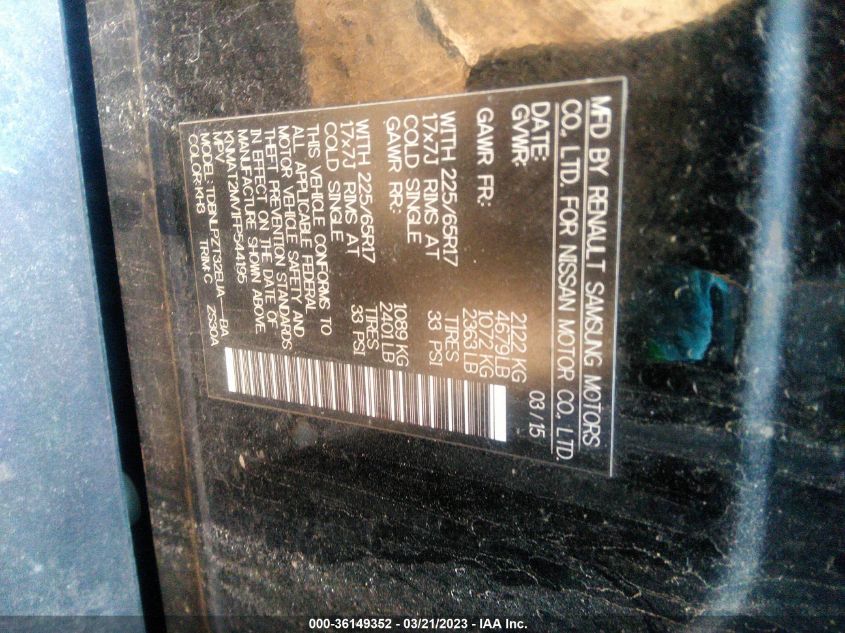 MFD BY RENAULT SAMSUNG MOTORS
CO., LTD. FOR NISSAN MOTOR CO., LTD.
DATE: 03/15
GVWR: 2122 KG
4679 LB
GAWR FR: 1072 KG
2363 LB
WITH 225/65R17 TIRES
17x7J RIMS AT 33 PSI
COLD SINGLE
GAWR RR: 1089 KG
2401 LB
WITH 225/65R17 TIRES
17x7J RIMS AT 33 PSI
COLD SINGLE
THIS VEHICLE CONFORMS TO
ALL APPLICABLE FEDERAL
MOTOR VEHICLE SAFETY AND
THEFT PREVENTION STANDARDS
IN EFFECT ON THE DATE OF
MANUFACTURE SHOWN ABOVE.
KNMAT2MV1FP544195
MPV
MODEL: TDBNLPZT32EUA--BA
COLOR: KH3 TRIM: C ZS30A
000-36149352 — 03/21/2023 — IAA Inc.